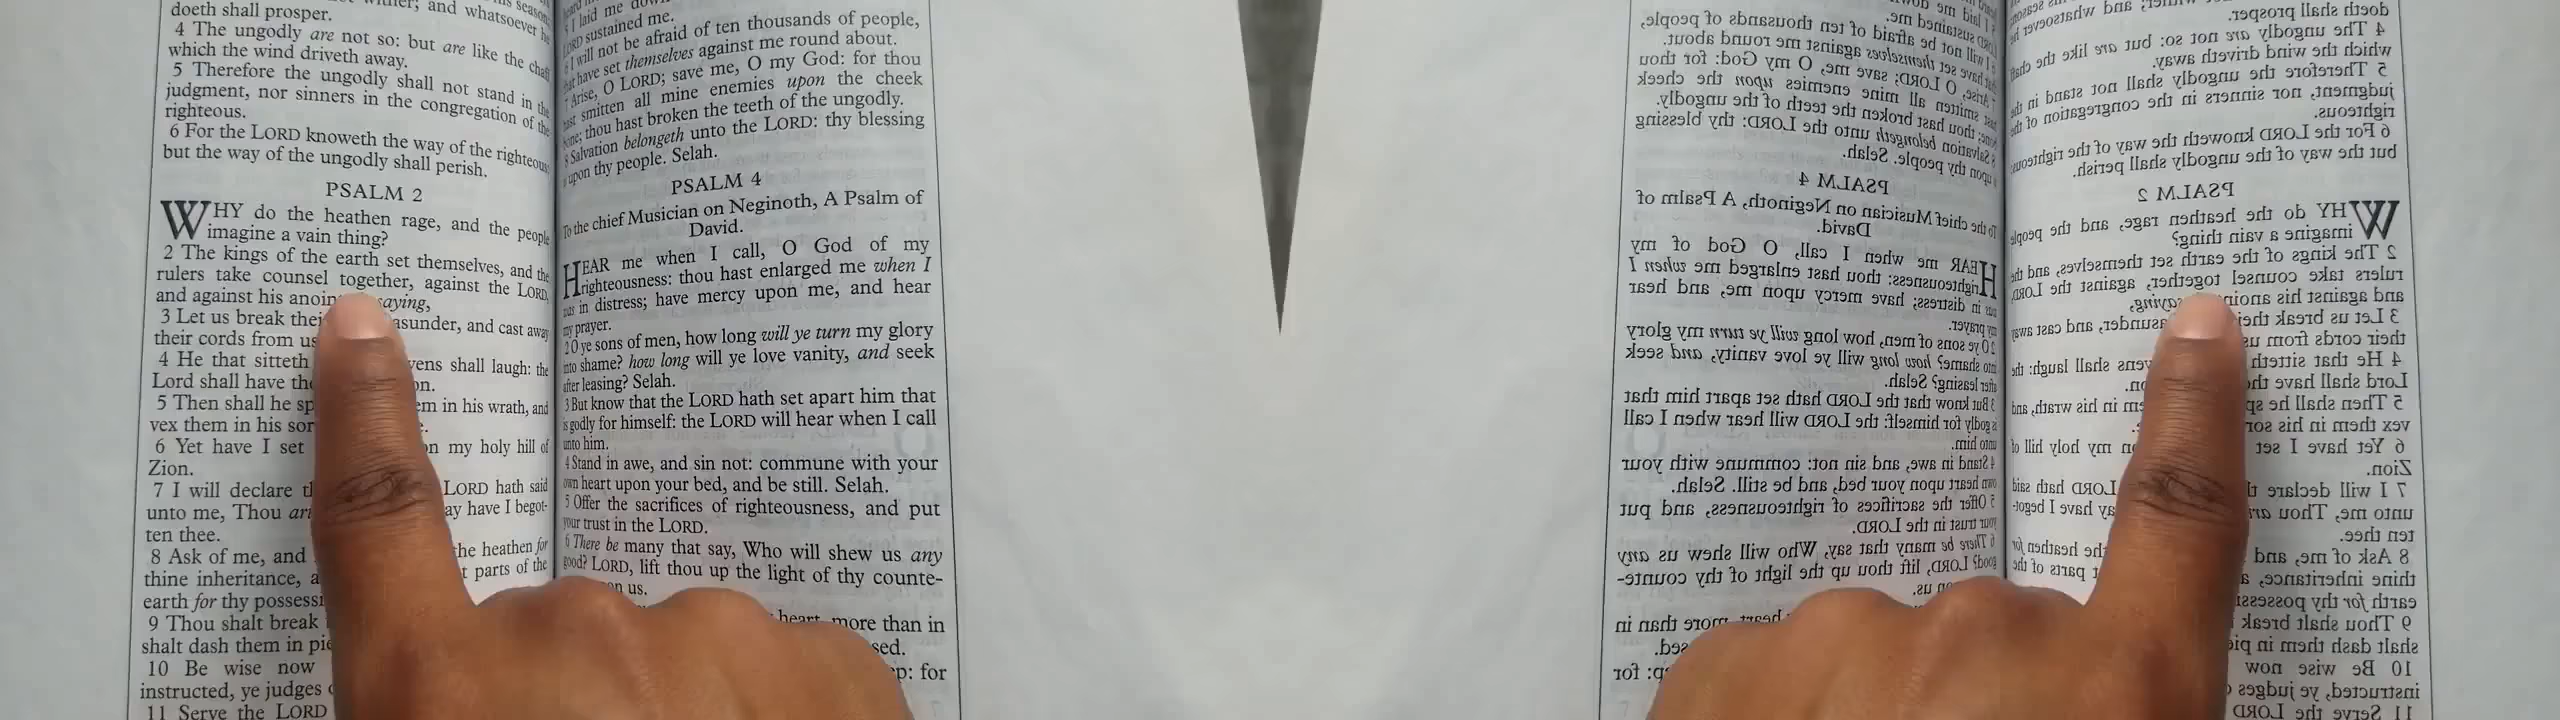 doeth shall prosper.
4 The ungodly are not so: but are like the chaff
which the wind driveth away.
5 Therefore the ungodly shall not stand in the
judgment, nor sinners in the congregation of the
righteous.
6 For the LORD knoweth the way of the righteous:
but the way of the ungodly shall perish.
PSALM 2
WHY do the heathen rage, and the people
imagine a vain thing?
2 The kings of the earth set themselves, and the
rulers take counsel together, against the LORD,
and against his anoin saying,
3 Let us break thei asunder, and cast away
their cords from us
4 He that sitteth vens shall laugh: the
Lord shall have th on.
5 Then shall he sp em in his wrath, and
vex them in his sor e.
6 Yet have I set on my holy hill of
Zion.
7 I will declare t LORD hath said
unto me, Thou art ay have I begot-
ten thee.
8 Ask of me, and the heathen for
thine inheritance, a t parts of the
earth for thy possessi
9 Thou shalt break
shalt dash them in pie
10 Be wise now
instructed, ye judges
11 Serve the LORD
I laid me down
LORD sustained me.
6 I will not be afraid of ten thousands of people,
that have set themselves against me round about.
7 Arise, O LORD; save me, O my God: for thou
hast smitten all mine enemies upon the cheek
bone; thou hast broken the teeth of the ungodly.
8 Salvation belongeth unto the LORD: thy blessing
upon thy people. Selah.
PSALM 4
To the chief Musician on Neginoth, A Psalm of
David.
HEAR me when I call, O God of my
righteousness: thou hast enlarged me when I
was in distress; have mercy upon me, and hear
my prayer.
2 O ye sons of men, how long will ye turn my glory
into shame? how long will ye love vanity, and seek
after leasing? Selah.
3 But know that the LORD hath set apart him that
is godly for himself: the LORD will hear when I call
unto him.
4 Stand in awe, and sin not: commune with your
own heart upon your bed, and be still. Selah.
5 Offer the sacrifices of righteousness, and put
your trust in the LORD.
6 There be many that say, Who will shew us any
good? LORD, lift thou up the light of thy counte-
on us.
heart, more than in
sed.
p: for